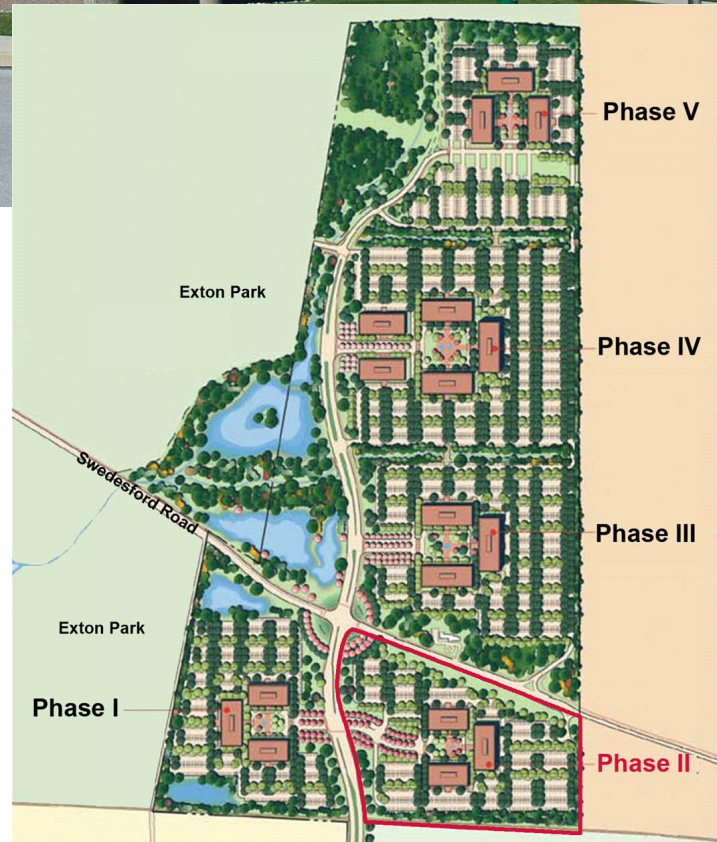 Phase V
Exton Park
Phase IV
Swedesford Road
Phase III
Exton Park
Phase I
Phase II